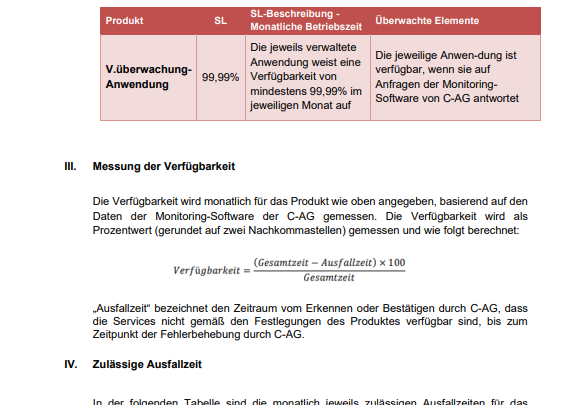 Produkt SL SL-Beschreibung - Monatliche Betriebszeit Überwachte Elemente
V.überwachung-Anwendung 99,99% Die jeweils verwaltete Anwendung weist eine Verfügbarkeit von mindestens 99,99% im jeweiligen Monat auf Die jeweilige Anwen-dung ist verfügbar, wenn sie auf Anfragen der Monitoring-Software von C-AG antwortet
III. Messung der Verfügbarkeit
Die Verfügbarkeit wird monatlich für das Produkt wie oben angegeben, basierend auf den
Daten der Monitoring-Software der C-AG gemessen. Die Verfügbarkeit wird als
Prozentwert (gerundet auf zwei Nachkommastellen) gemessen und wie folgt berechnet:
Verfügbarkeit = (Gesamtzeit − Ausfallzeit) × 100
Gesamtzeit
„Ausfallzeit“ bezeichnet den Zeitraum vom Erkennen oder Bestätigen durch C-AG, dass
die Services nicht gemäß den Festlegungen des Produktes verfügbar sind, bis zum
Zeitpunkt der Fehlerbehebung durch C-AG.
IV. Zulässige Ausfallzeit
In der folgenden Tabelle sind die monatlich jeweils zulässigen Ausfallzeiten für das